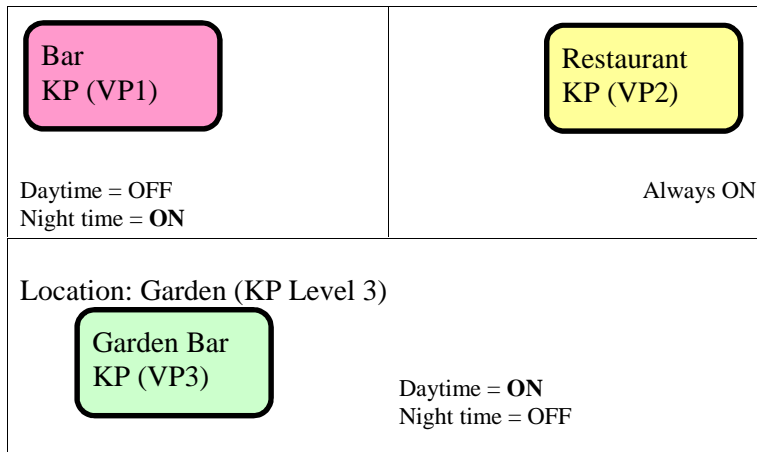 Bar
KP (VP1)
Restaurant
KP (VP2)
Daytime = OFF
Night time = ON
Always ON
Location: Garden (KP Level 3)
Garden Bar
KP (VP3)
Daytime = ON
Night time = OFF